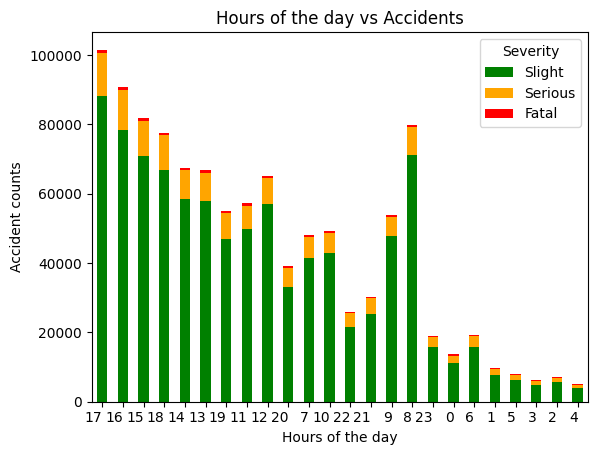 Hours of the day vs Accidents
Severity
Slight
Serious
Fatal
100000
80000
60000
40000
20000
0
Accident counts
17 16 15 18 14 13 19 11 12 20 7 10 22 21 9 8 23 0 6 1 5 3 2 4
Hours of the day